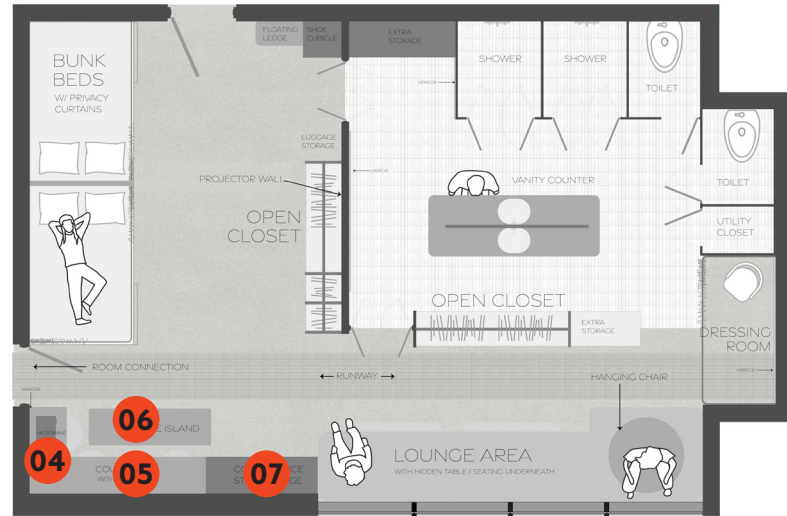 FLOATING
LEDGE
SHOE
CUBICLE
EXTRA
STORAGE
BUNK
BEDS
W/ PRIVACY
CURTAINS
SHOWER
SHOWER
TOILET
MIRROR
LUGGAGE
STORAGE
MIRROR
PROJECTOR WALL
VANITY COUNTER
TOILET
OPEN
CLOSET
UTILITY
CLOSET
OPEN CLOSET
EXTRA
STORAGE
DRESSING
ROOM
ROOM CONNECTION
RUNWAY
HANGING CHAIR
MIRROR
MIRROR
06
ISLAND
04
05
07
LOUNGE AREA
WITH HIDDEN TABLE / SEATING UNDERNEATH